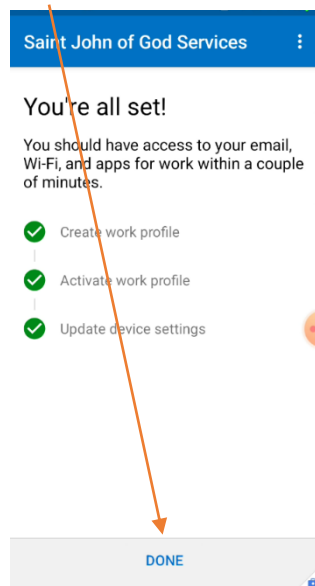 Saint John of God Services
You're all set!
You should have access to your email,
Wi-Fi, and apps for work within a couple
of minutes.
Create work profile
Activate work profile
Update device settings
DONE